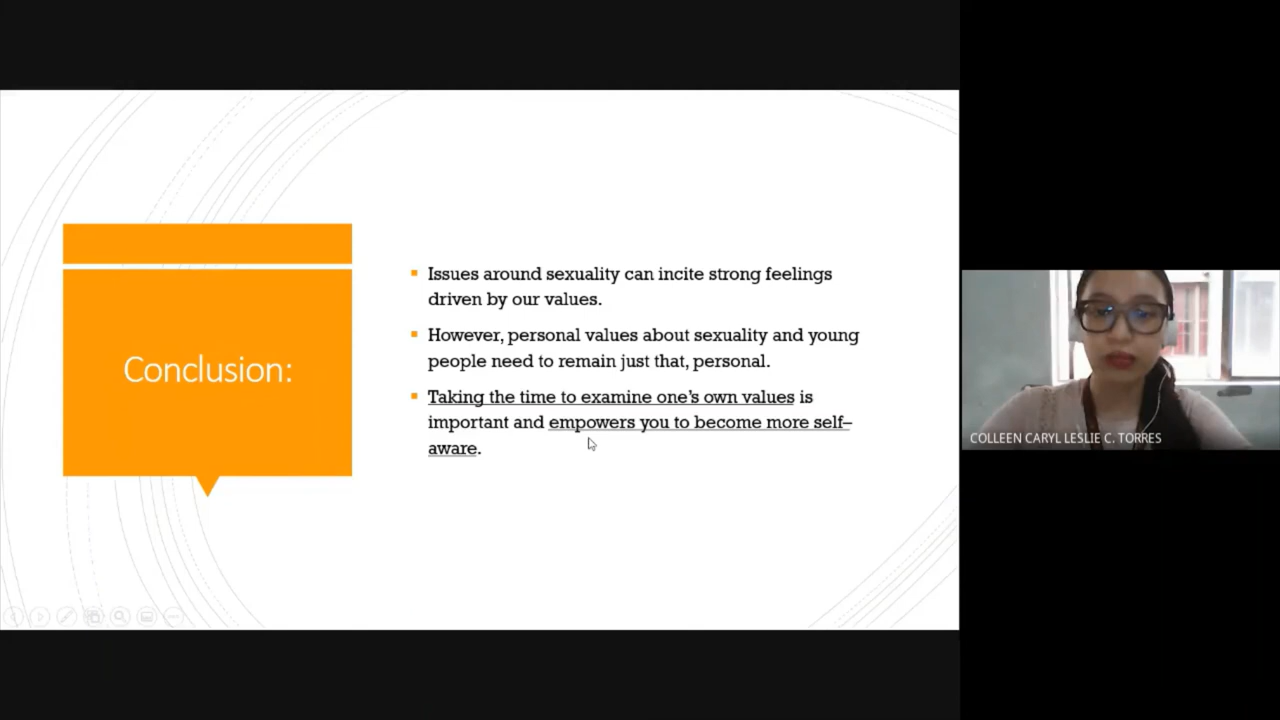 Conclusion:
Issues around sexuality can incite strong feelings
driven by our values.
However, personal values about sexuality and young
people need to remain just that, personal.
Taking the time to examine one's own values is
important and empowers you to become more self–
aware.
COLLEEN CARYL LESLIE C. TORRES